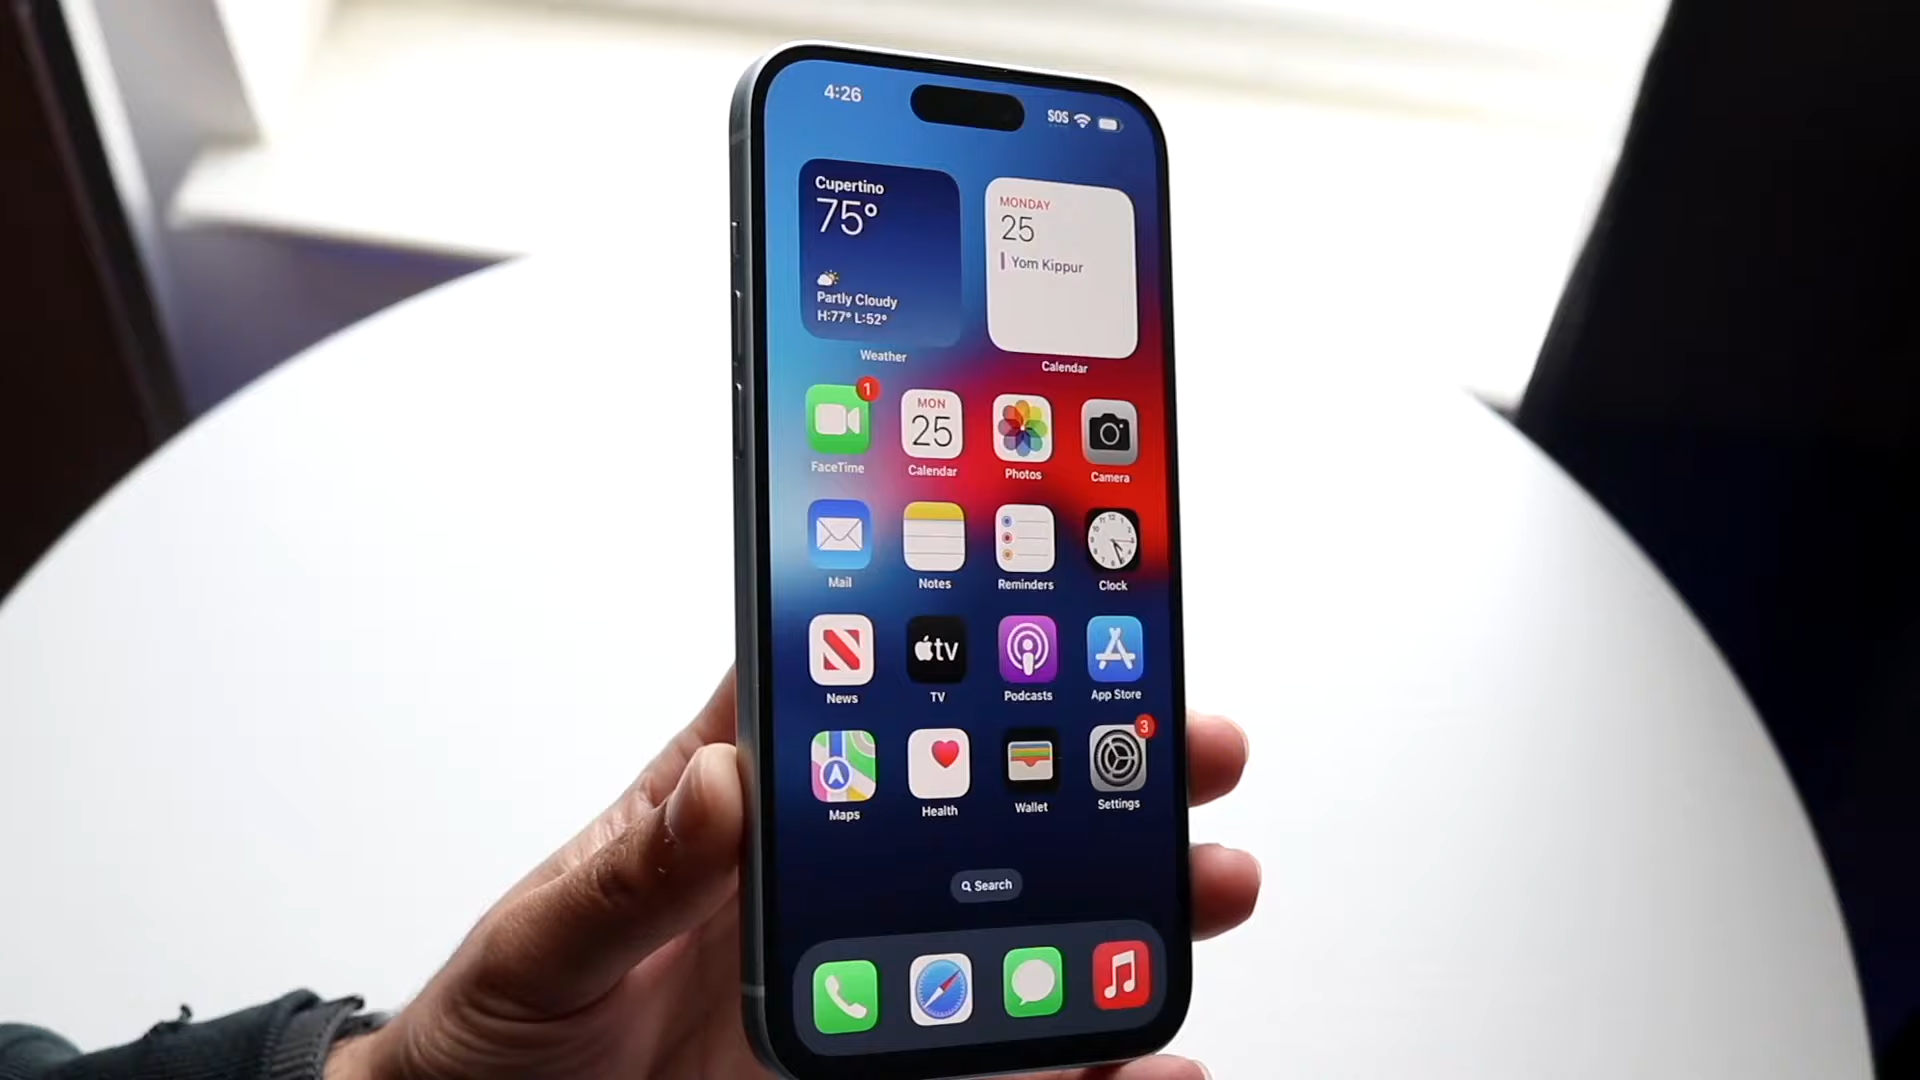 4:26
SOS
Cupertino
75°
Partly Cloudy
H:77° L:52°
Weather
MONDAY
25
Yom Kippur
Calendar
1
MON
25
FaceTime
Calendar
Photos
Camera
Mail
Notes
Reminders
Clock
tv
News
TV
Podcasts
App Store
3
Maps
Health
Wallet
Settings
Search